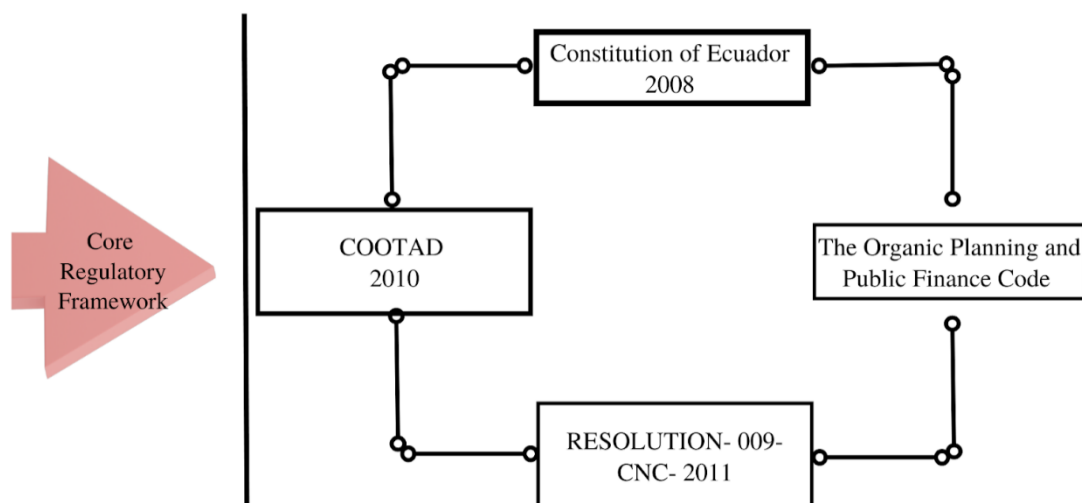 Constitution of Ecuador
2008
Core
Regulatory
Framework
COOTAD
2010
The Organic Planning and
Public Finance Code
RESOLUTION- 009-
CNC- 2011